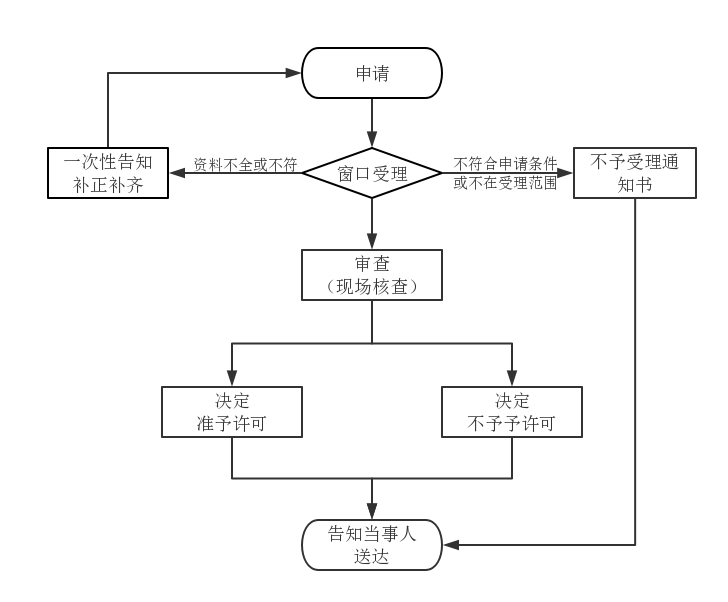 申请
一次性告知
补正补齐
资料不全或不符
窗口受理
不符合申请条件
或不在受理范围
不予受理通
知书
审查
（现场核查）
决定
准予许可
决定
不予予许可
告知当事人
送达